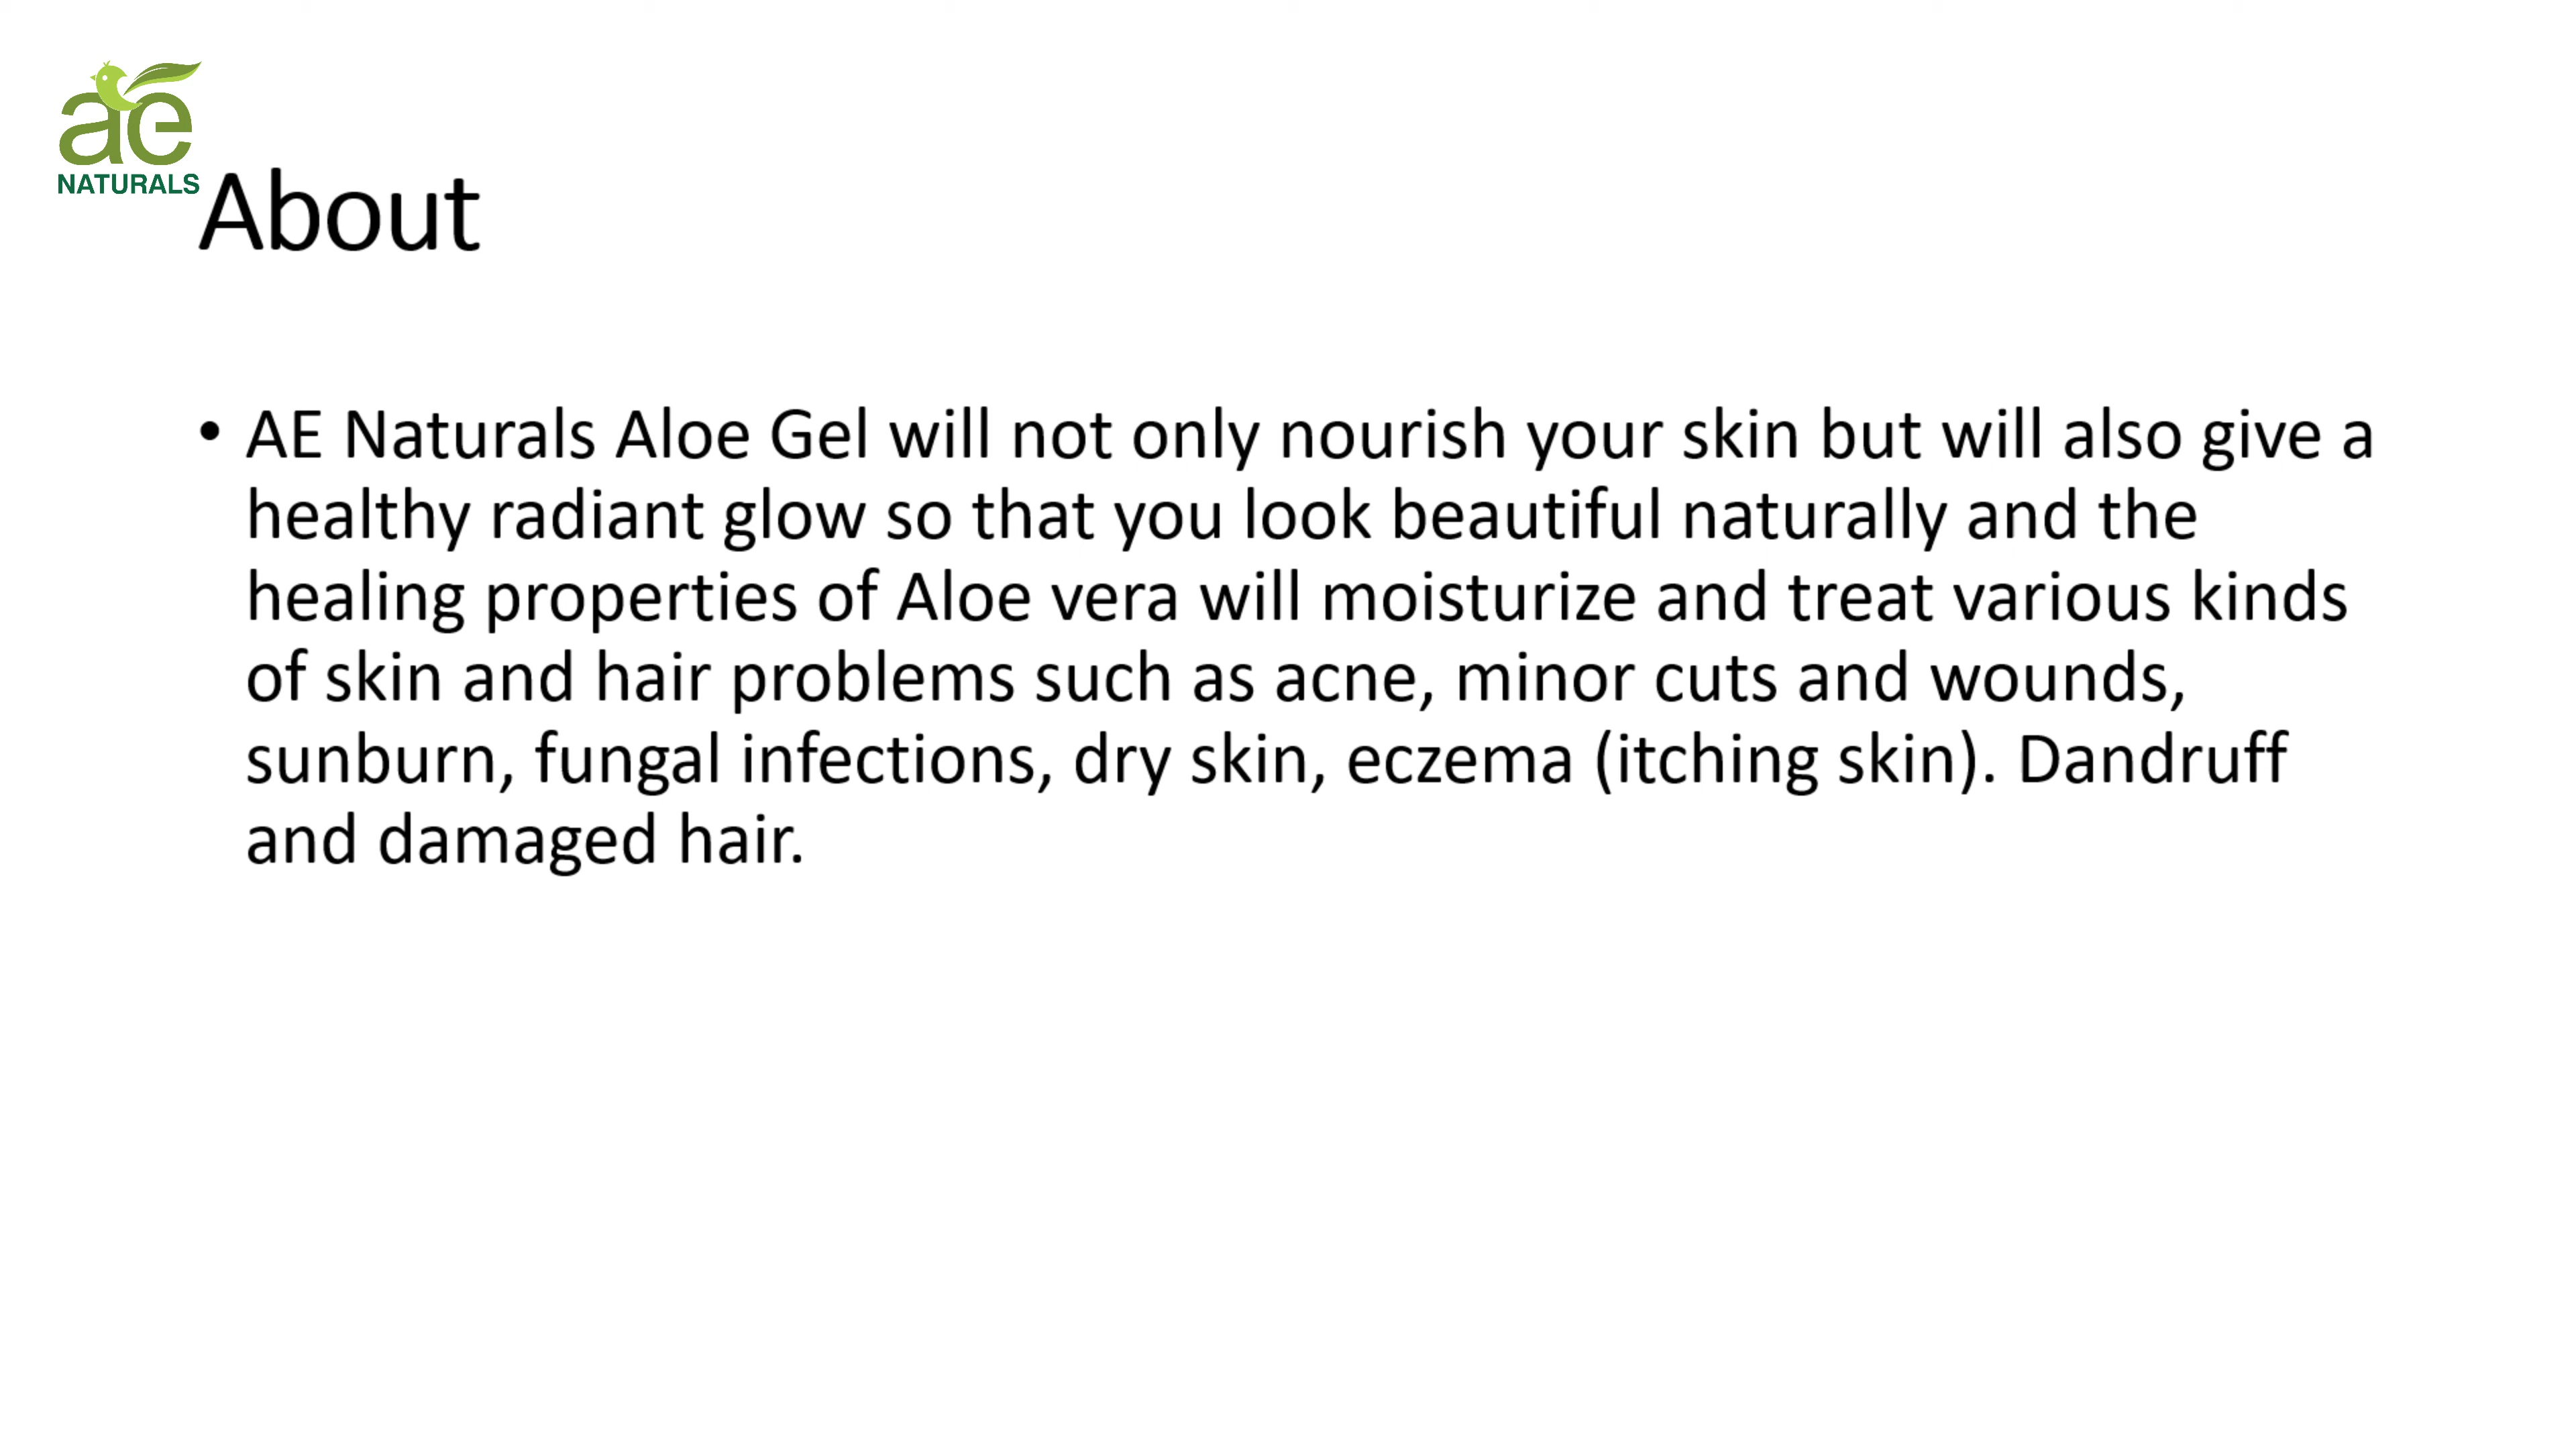 ae
NATURALS
About
• AE Naturals Aloe Gel will not only nourish your skin but will also give a
healthy radiant glow so that you look beautiful naturally and the
healing properties of Aloe vera will moisturize and treat various kinds
of skin and hair problems such as acne, minor cuts and wounds,
sunburn, fungal infections, dry skin, eczema (itching skin). Dandruff
and damaged hair.